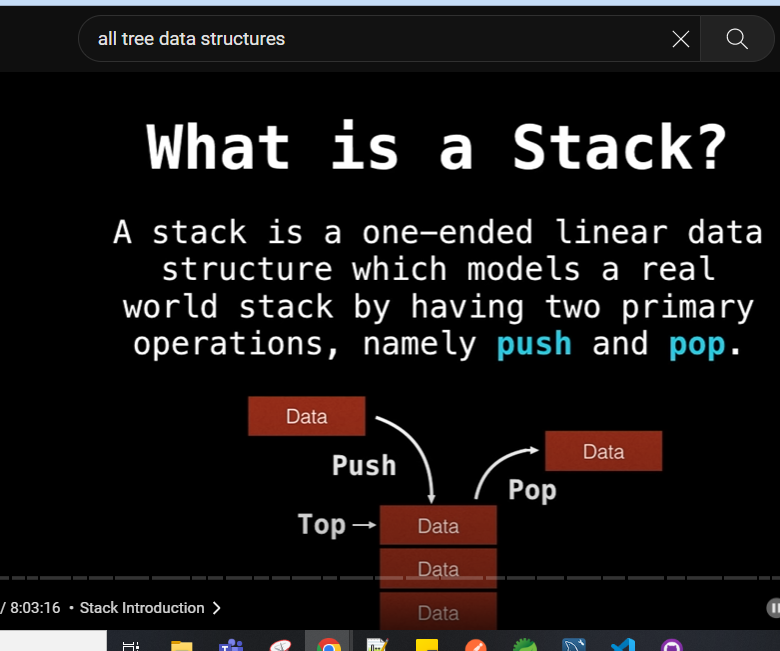 all tree data structures
What is a Stack?
A stack is a one-ended linear data
structure which models a real
world stack by having two primary
operations, namely push and pop.
Data
Data
Push
Pop
Top
Data
Data
Data
/ 8:03:16 • Stack Introduction